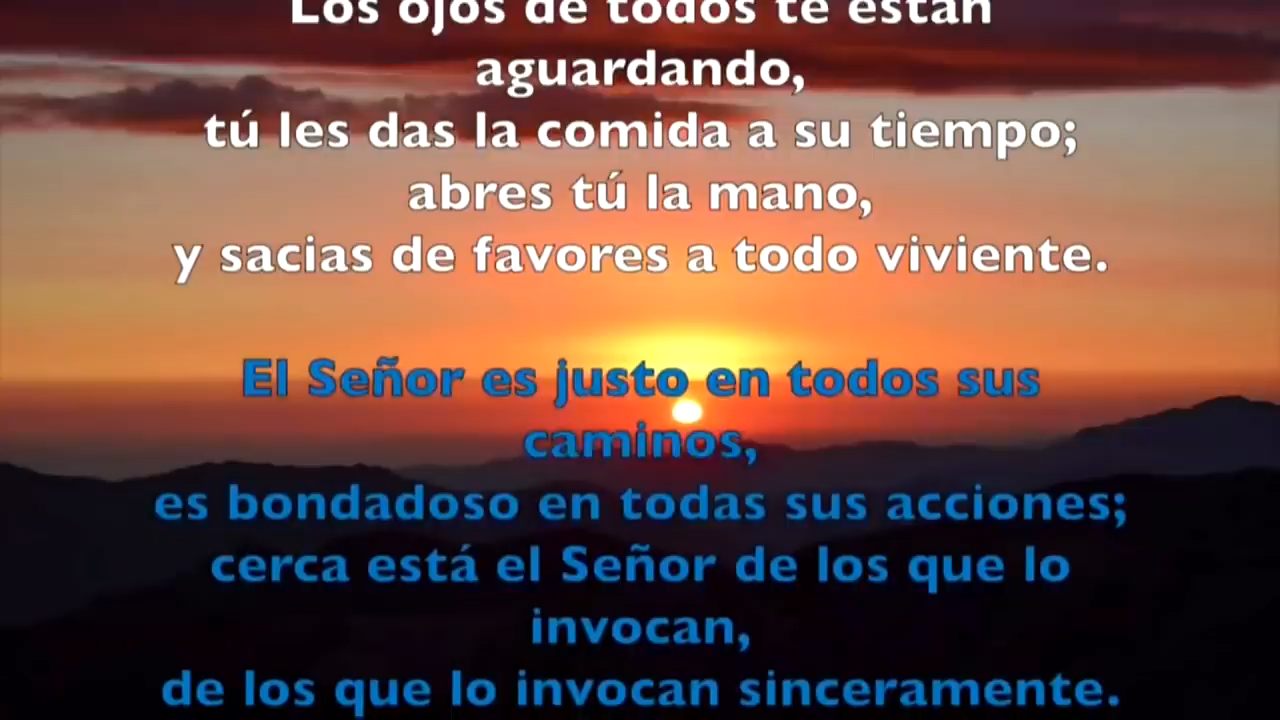 Los ojos de todos te están
aguardando,
tú les das la comida a su tiempo;
abres tú la mano,
y sacias de favores a todo viviente.
El Señor es justo en todos sus
caminos,
es bondadoso en todas sus acciones;
cerca está el Señor de los que lo
invocan,
de los que lo invocan sinceramente.